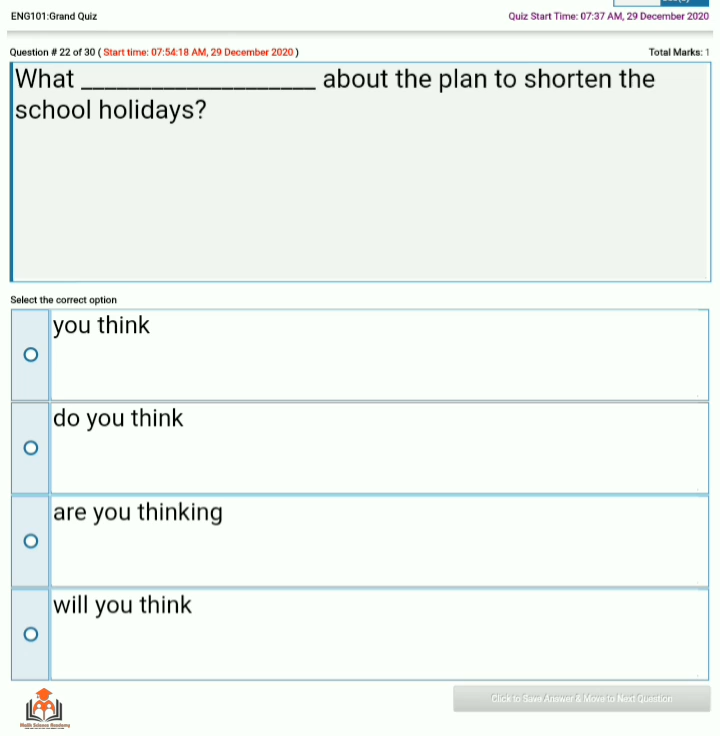 ENG101:Grand Quiz
Quiz Start Time: 07:37 AM, 29 December 2020
Question # 22 of 30 ( Start time: 07:54:18 AM, 29 December 2020 )
Total Marks: 1
What ____________________ about the plan to shorten the
school holidays?
Select the correct option
you think
do you think
are you thinking
will you think
Click to Save Answer & Move to Next Question